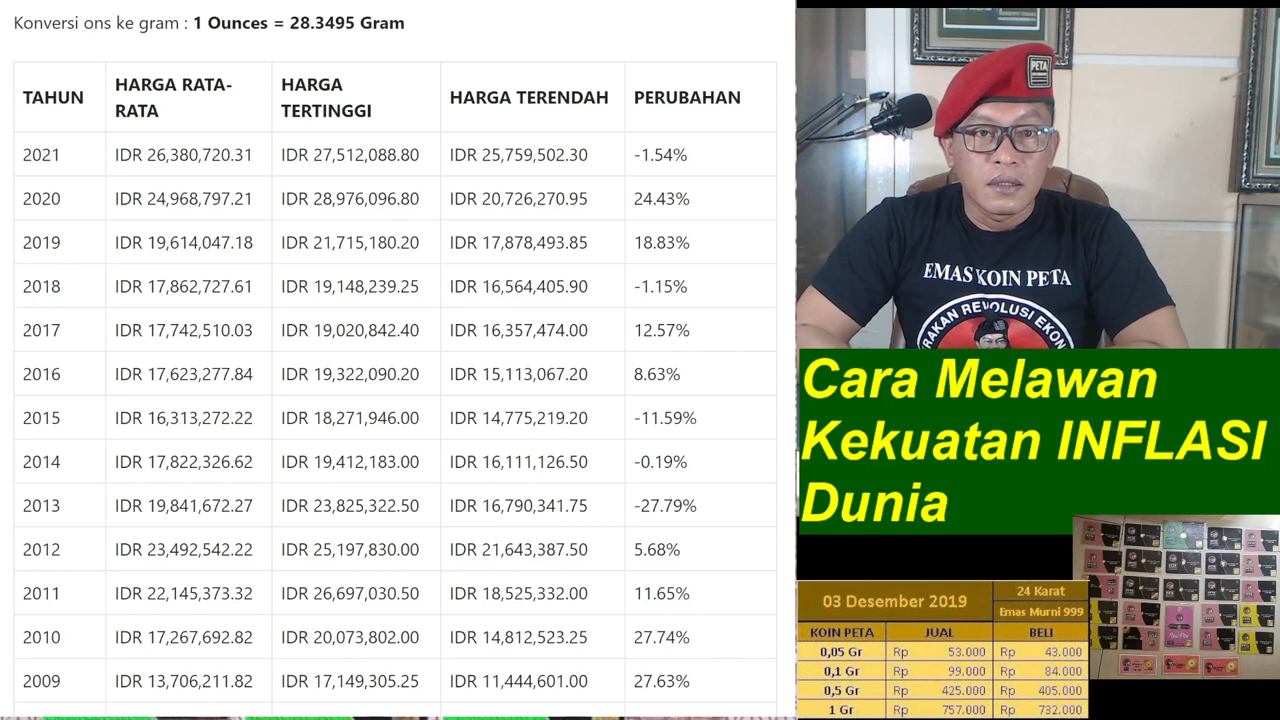 Konversi ons ke gram : 1 Ounces = 28.3495 Gram
TAHUN HARGA RATA-RATA HARGA TERTINGGI HARGA TERENDAH PERUBAHAN
2021 IDR 26,380,720.31 IDR 27,512,088.80 IDR 25,759,502.30 -1.54%
2020 IDR 24,968,797.21 IDR 28,976,096.80 IDR 20,726,270.95 24.43%
2019 IDR 19,614,047.18 IDR 21,715,180.20 IDR 17,878,493.85 18.83%
2018 IDR 17,862,727.61 IDR 19,148,239.25 IDR 16,564,405.90 -1.15%
2017 IDR 17,742,510.03 IDR 19,020,842.40 IDR 16,357,474.00 12.57%
2016 IDR 17,623,277.84 IDR 19,322,090.20 IDR 15,113,067.20 8.63%
2015 IDR 16,313,272.22 IDR 18,271,946.00 IDR 14,775,219.20 -11.59%
2014 IDR 17,822,326.62 IDR 19,412,183.00 IDR 16,111,126.50 -0.19%
2013 IDR 19,841,672.27 IDR 23,825,322.50 IDR 16,790,341.75 -27.79%
2012 IDR 23,492,542.22 IDR 25,197,830.00 IDR 21,643,387.50 5.68%
2011 IDR 22,145,373.32 IDR 26,697,030.50 IDR 18,525,332.00 11.65%
2010 IDR 17,267,692.82 IDR 20,073,802.00 IDR 14,812,523.25 27.74%
2009 IDR 13,706,211.82 IDR 17,149,305.25 IDR 11,444,601.00 27.63%
PETA
EMAS KOIN PETA
ERAKAN REVOLUSI EKON
Cara Melawan
Kekuatan INFLASI
Dunia
03 Desember 2019 24 Karat
Emas Murni 999
KOIN PETA JUAL BELI
0,05 Gr Rp 53.000 Rp 43.000
0,1 Gr Rp 99.000 Rp 84.000
0,5 Gr Rp 425.000 Rp 405.000
1 Gr Rp 757.000 Rp 732.000